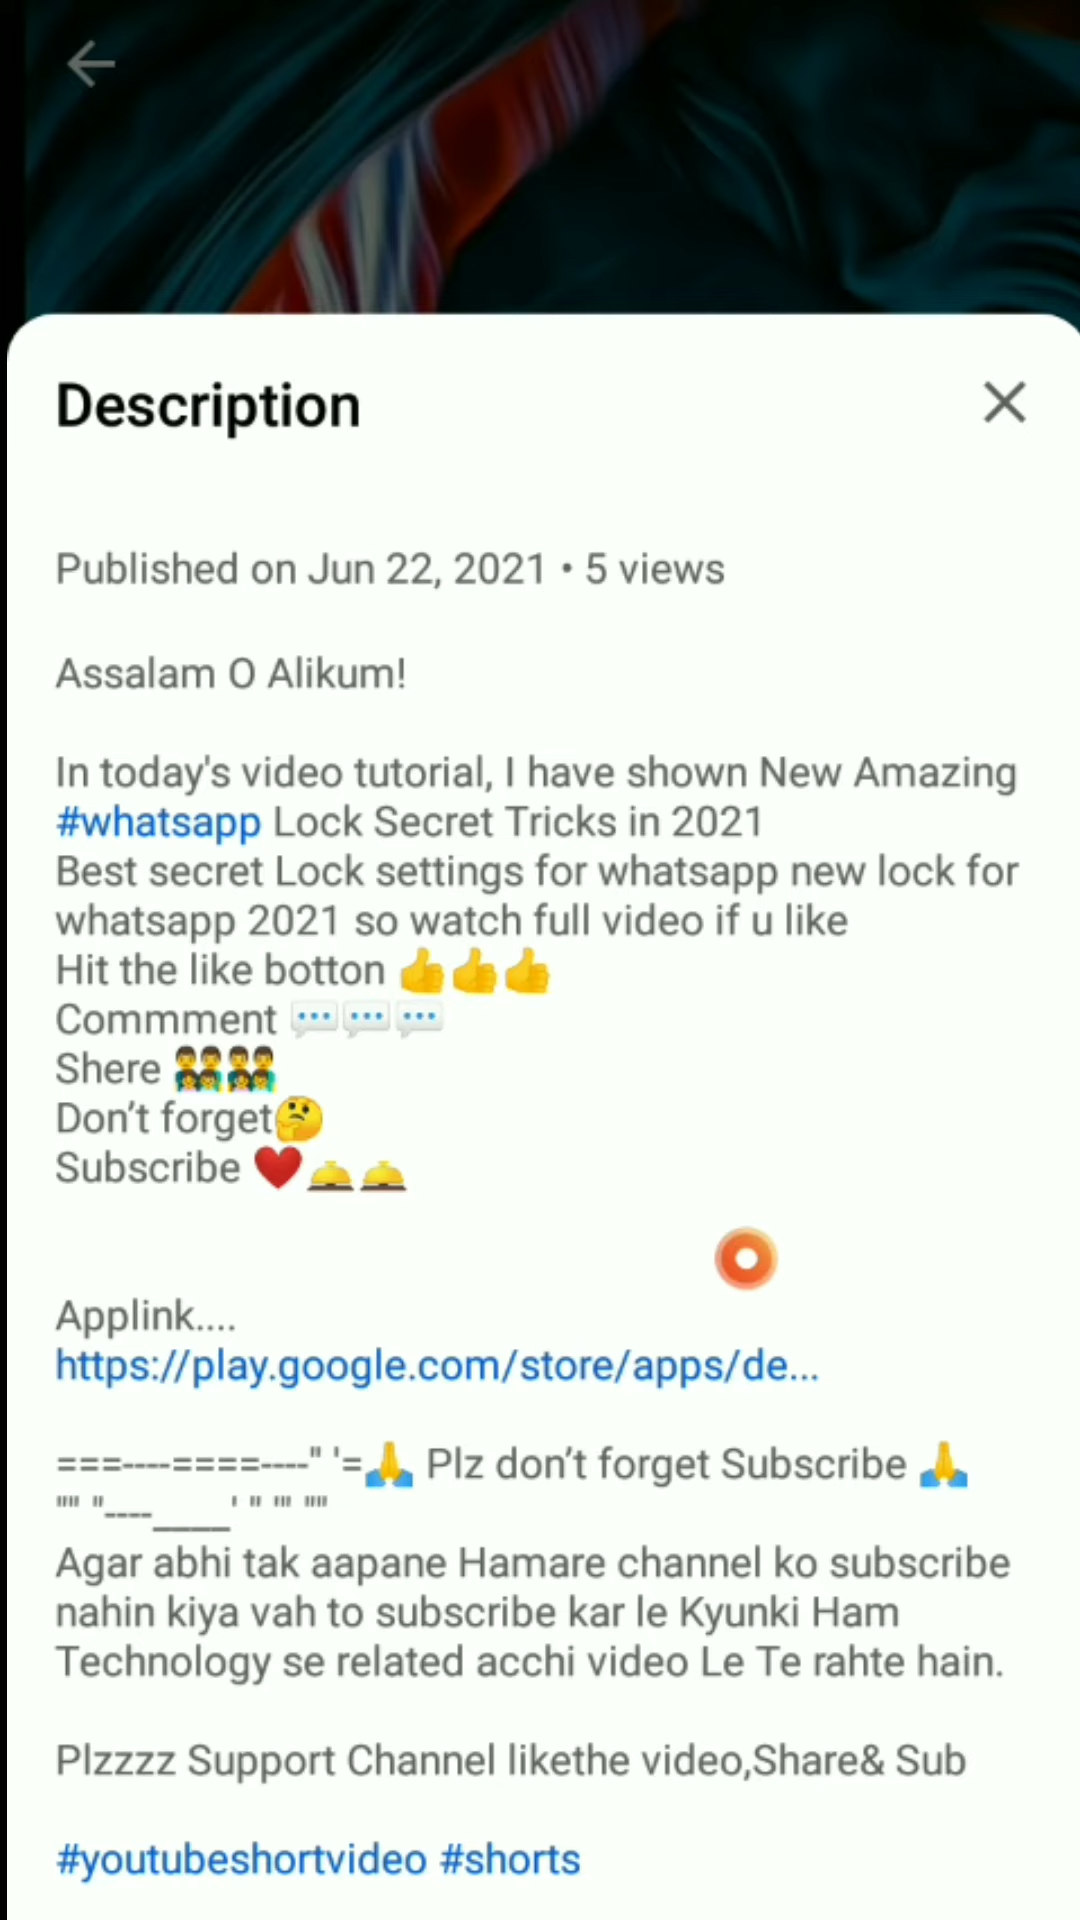 Description
Published on Jun 22, 2021 • 5 views
Assalam O Alikum!
In today's video tutorial, I have shown New Amazing
#whatsapp Lock Secret Tricks in 2021
Best secret Lock settings for whatsapp new lock for
whatsapp 2021 so watch full video if u like
Hit the like botton 👍👍👍
Commment 💬💬💬
Shere 👨‍👨‍👧‍👦👨‍👨‍👧‍👦
Don’t forget🤔
Subscribe ❤️🛎️🛎️
Applink....
https://play.google.com/store/apps/de...
===----====----" '=🙏 Plz don’t forget Subscribe 🙏
"" "----____' " '" ""
Agar abhi tak aapane Hamare channel ko subscribe
nahin kiya vah to subscribe kar le Kyunki Ham
Technology se related acchi video Le Te rahte hain.
Plzzzz Support Channel likethe video,Share& Sub
#youtubeshortvideo #shorts